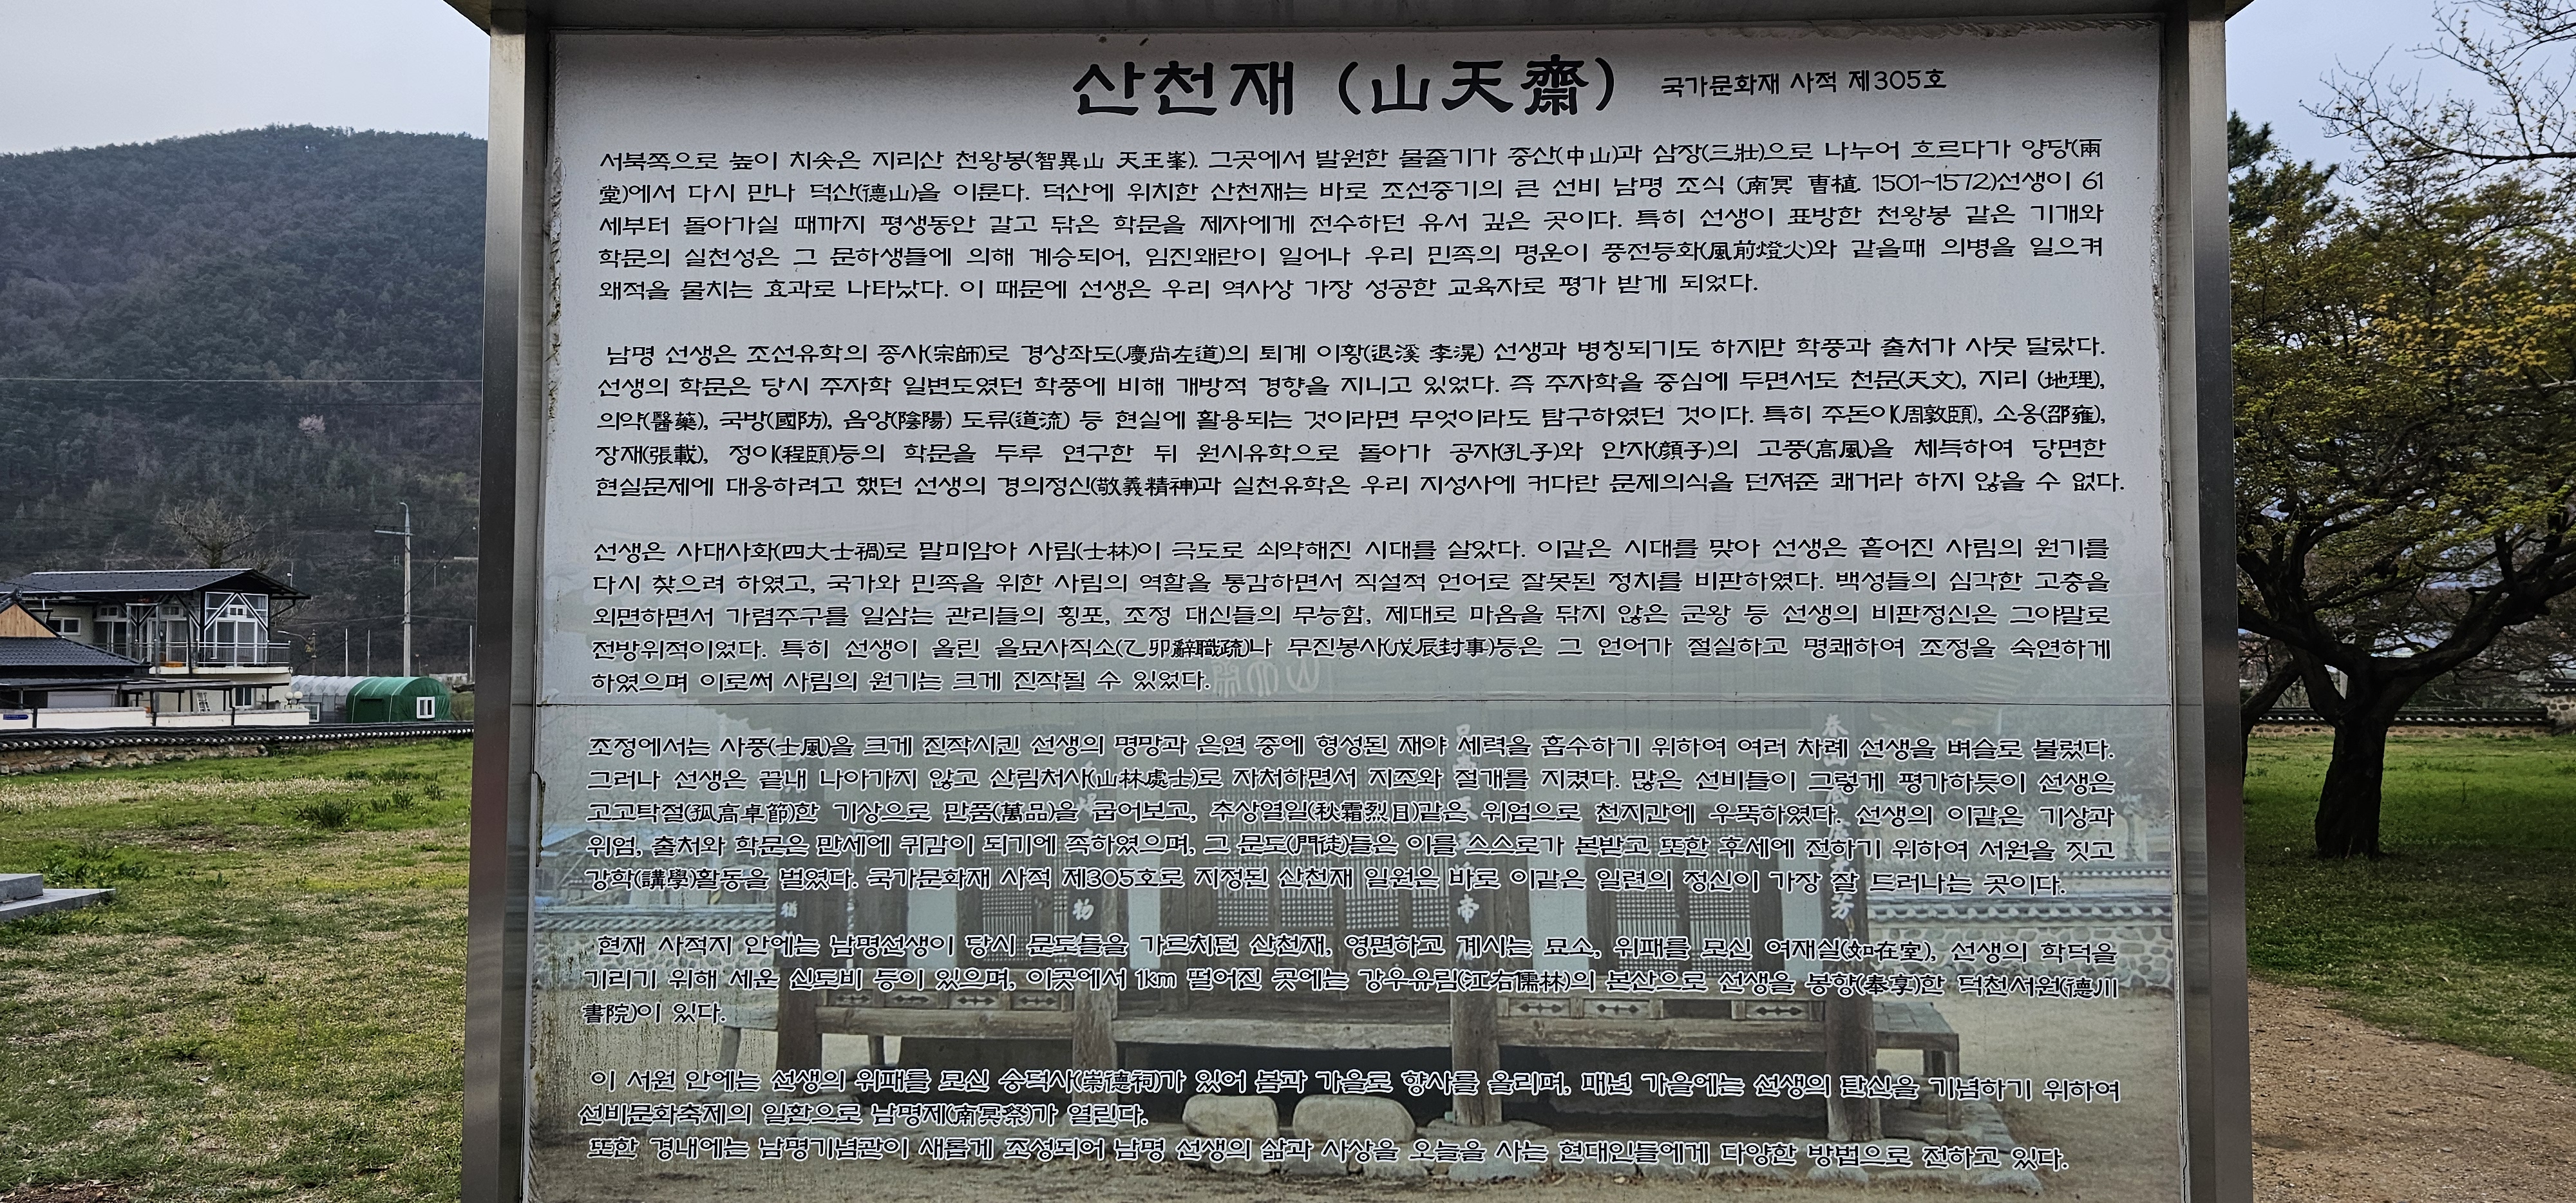 산천재 (山天齋) 국가문화재 사적 제305호
서북쪽으로 높이 치솟은 지리산 천왕봉(智異山 天王峯). 그곳에서 발원한 물줄기가 중산(中山)과 삼장(三壯)으로 나누어 흐르다가 양당(兩
堂)에서 다시 만나 덕산(德山)을 이룬다. 덕산에 위치한 산천재는 바로 조선중기의 큰 선비 남명 조식 (南冥 曺植. 1501~1572)선생이 61
세부터 돌아가실 때까지 평생동안 갈고 닦은 학문을 제자에게 전수하던 유서 깊은 곳이다. 특히 선생이 표방한 천왕봉 같은 기개와
학문의 실천성은 그 문하생들에 의해 계승되어, 임진왜란이 일어나 우리 민족의 명운이 풍전등화(風前燈火)와 같을때 의병을 일으켜
왜적을 물치는 효과로 나타났다. 이 때문에 선생은 우리 역사상 가장 성공한 교육자로 평가 받게 되었다.
남명 선생은 조선유학의 종사(宗師)로 경상좌도(慶尙左道)의 퇴계 이황(退溪 李滉) 선생과 병칭되기도 하지만 학풍과 출처가 사뭇 달랐다.
선생의 학문은 당시 주자학 일변도였던 학풍에 비해 개방적 경향을 지니고 있었다. 즉 주자학을 중심에 두면서도 천문(天文), 지리 (地理),
의약(醫藥), 국방(國防), 음양(陰陽) 도류(道流) 등 현실에 활용되는 것이라면 무엇이라도 탐구하였던 것이다. 특히 주돈이(周敦頤), 소옹(邵雍),
장재(張載), 정이(程頤)등의 학문을 두루 연구한 뒤 원시유학으로 돌아가 공자(孔子)와 안자(顔子)의 고풍(高風)을 체득하여 당면한
현실문제에 대응하려고 했던 선생의 경의정신(敬義精神)과 실천유학은 우리 지성사에 커다란 문제의식을 던져준 쾌거라 하지 않을 수 없다.
선생은 사대사화(四大士禍)로 말미암아 사림(士林)이 극도로 쇠약해진 시대를 살았다. 이같은 시대를 맞아 선생은 흩어진 사림의 원기를
다시 찾으려 하였고, 국가와 민족을 위한 사림의 역할을 통감하면서 직설적 언어로 잘못된 정치를 비판하였다. 백성들의 심각한 고충을
외면하면서 가렴주구를 일삼는 관리들의 횡포, 조정 대신들의 무능함, 제대로 마음을 닦지 않은 군왕 등 선생의 비판정신은 그야말로
전방위적이었다. 특히 선생이 올린 을묘사직소(乙卯辭職疏)나 무진봉사(戊辰封事)등은 그 언어가 절실하고 명쾌하여 조정을 숙연하게
하였으며 이로써 사림의 원기는 크게 진작될 수 있었다.
조정에서는 사풍(士風)을 크게 진작시킨 선생의 명망과 은연 중에 형성된 재야 세력을 흡수하기 위하여 여러 차례 선생을 벼슬로 불렀다.
그러나 선생은 끝내 나아가지 않고 산림처사(山林處士)로 자처하면서 지조와 절개를 지켰다. 많은 선비들이 그렇게 평가하듯이 선생은
고고탁절(孤高卓節)한 기상으로 만품(萬品)을 굽어보고, 추상열일(秋霜烈日)같은 위엄으로 천지간에 우뚝하였다. 선생의 이같은 기상과
위엄, 출처와 학문은 만세에 귀감이 되기에 족하였으며, 그 문도(門徒)들은 이를 스스로가 본받고 또한 후세에 전하기 위하여 서원을 짓고
강학(講學)활동을 벌였다. 국가문화재 사적 제305호로 지정된 산천재 일원은 바로 이같은 일련의 정신이 가장 잘 드러나는 곳이다.
현재 사적지 안에는 남명선생이 당시 문도들을 가르치던 산천재, 영면하고 계시는 묘소, 위패를 모신 여재실(如在室), 선생의 학덕을
기리기 위해 세운 신도비 등이 있으며, 이곳에서 1km 떨어진 곳에는 강우유림(江右儒林)의 본산으로 선생을 봉향(奉享)한 덕천서원(德川
書院)이 있다.
이 서원 안에는 선생의 위패를 모신 숭덕사(崇德祠)가 있어 봄과 가을로 향사를 올리며, 매년 가을에는 선생의 탄신을 기념하기 위하여
선비문화축제의 일환으로 남명제(南冥祭)가 열린다.
또한 경내에는 남명기념관이 새롭게 조성되어 남명 선생의 삶과 사상을 오늘을 사는 현대인들에게 다양한 방법으로 전하고 있다.